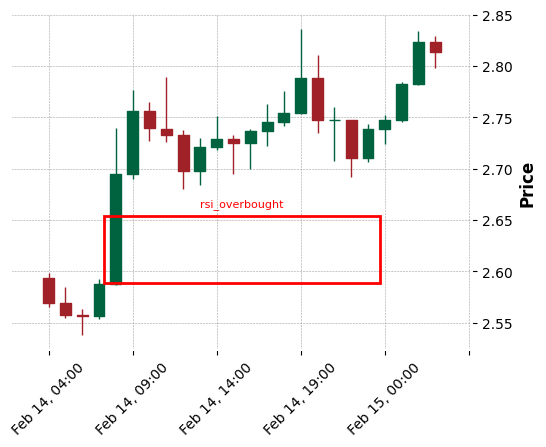 2.85
2.80
2.75
2.70
rsi_overbought
2.65
2.60
2.55
Price
Feb 14, 04:00
Feb 14, 09:00
Feb 14, 14:00
Feb 14, 19:00
Feb 15, 00:00